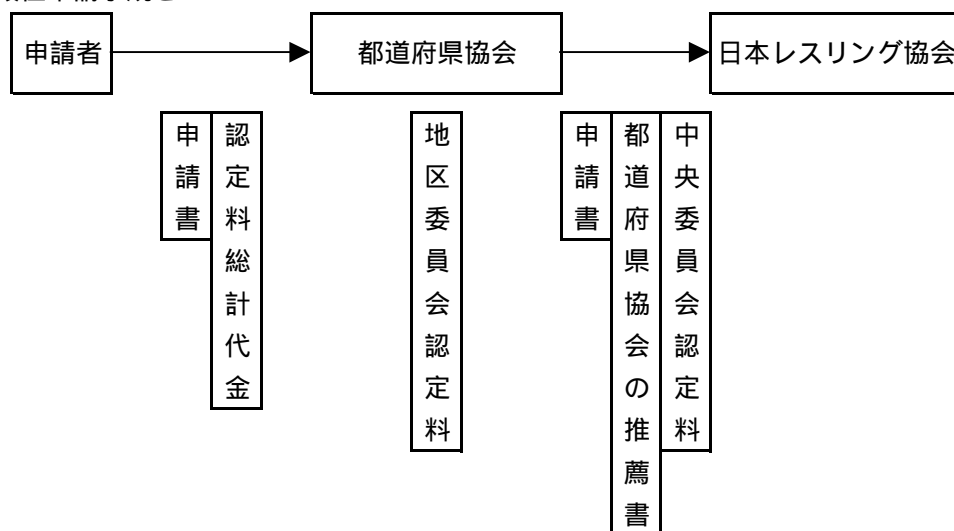 申請者
都道府県協会
日本レスリング協会
申請書
認定料総計代金
地区委員会認定料
申請書
都道府県協会の推薦書
中央委員会認定料